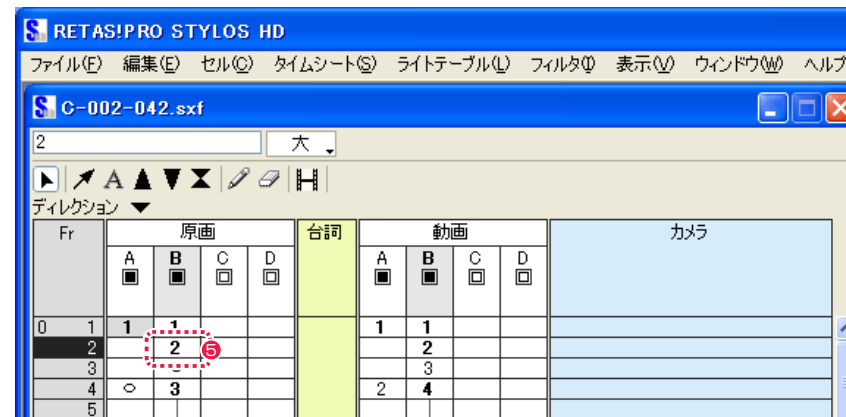 RETAS!PRO STYLOS HD
ファイル(F) 編集(E) セル(C) タイムシート(S) ライトテーブル(L) フィルタ(I) 表示(V) ウィンドウ(W) ヘルプ
C-002-042.sxf
2 大
A
ディレクション
Fr 原画 台詞 動画 カメラ
A B C D A B C D
0 1 1 1 1 1
2 2 5 2
3 3
4 ○ 3 2 4
5